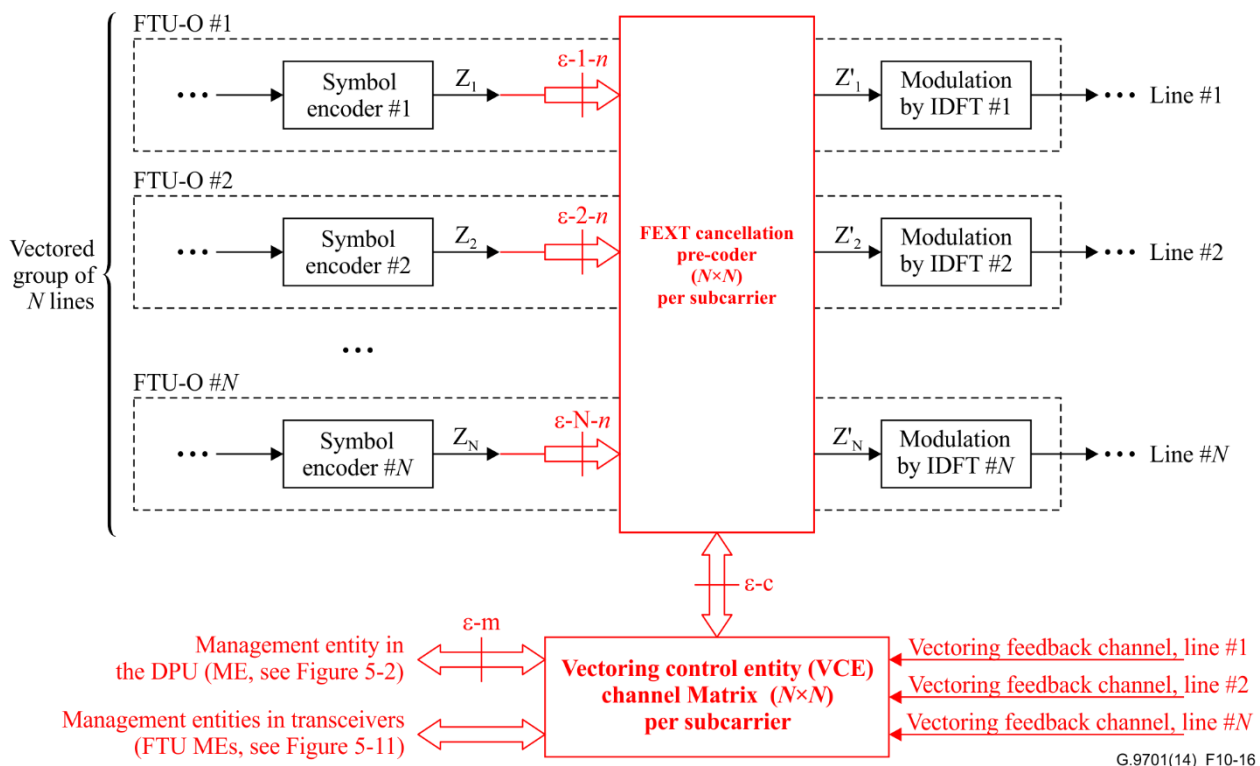 FTU-O #1
ε-1-n
Symbol
encoder #1
Z1
Z'1
Modulation
by IDFT #1
Line #1
FTU-O #2
ε-2-n
Symbol
encoder #2
Z2
Z'2
Modulation
by IDFT #2
Line #2
Vectored
group of
N lines
FEXT cancellation
pre-coder
(N×N)
per subcarrier
FTU-O #N
ε-N-n
Symbol
encoder #N
ZN
Z'N
Modulation
by IDFT #N
Line #N
ε-c
ε-m
Management entity in
the DPU (ME, see Figure 5-2)
Management entities in transceivers
(FTU MEs, see Figure 5-11)
Vectoring control entity (VCE)
channel Matrix (N×N)
per subcarrier
Vectoring feedback channel, line #1
Vectoring feedback channel, line #2
Vectoring feedback channel, line #N
G.9701(14)_F10-16